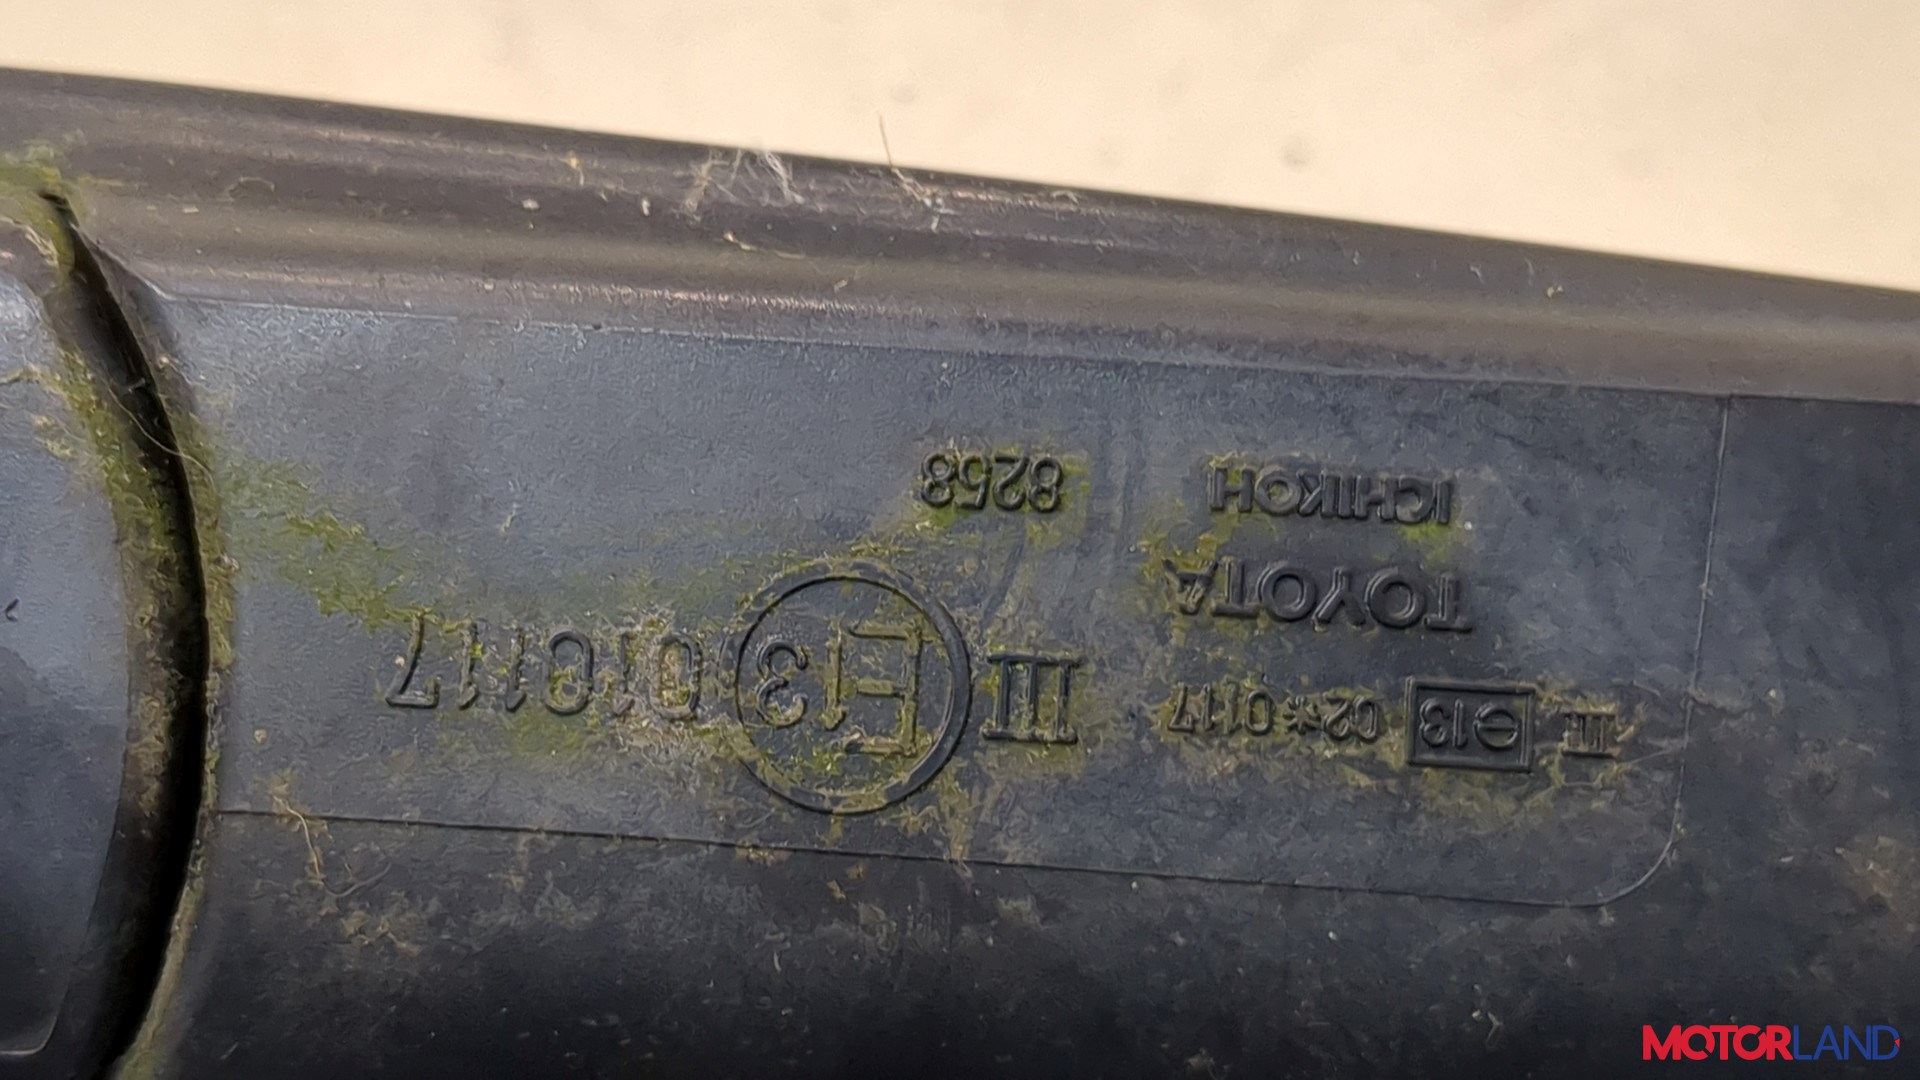 III e13 02*0117 III E13 010117
TOYOTA
ICHIKOH 8258
MOTORLAND